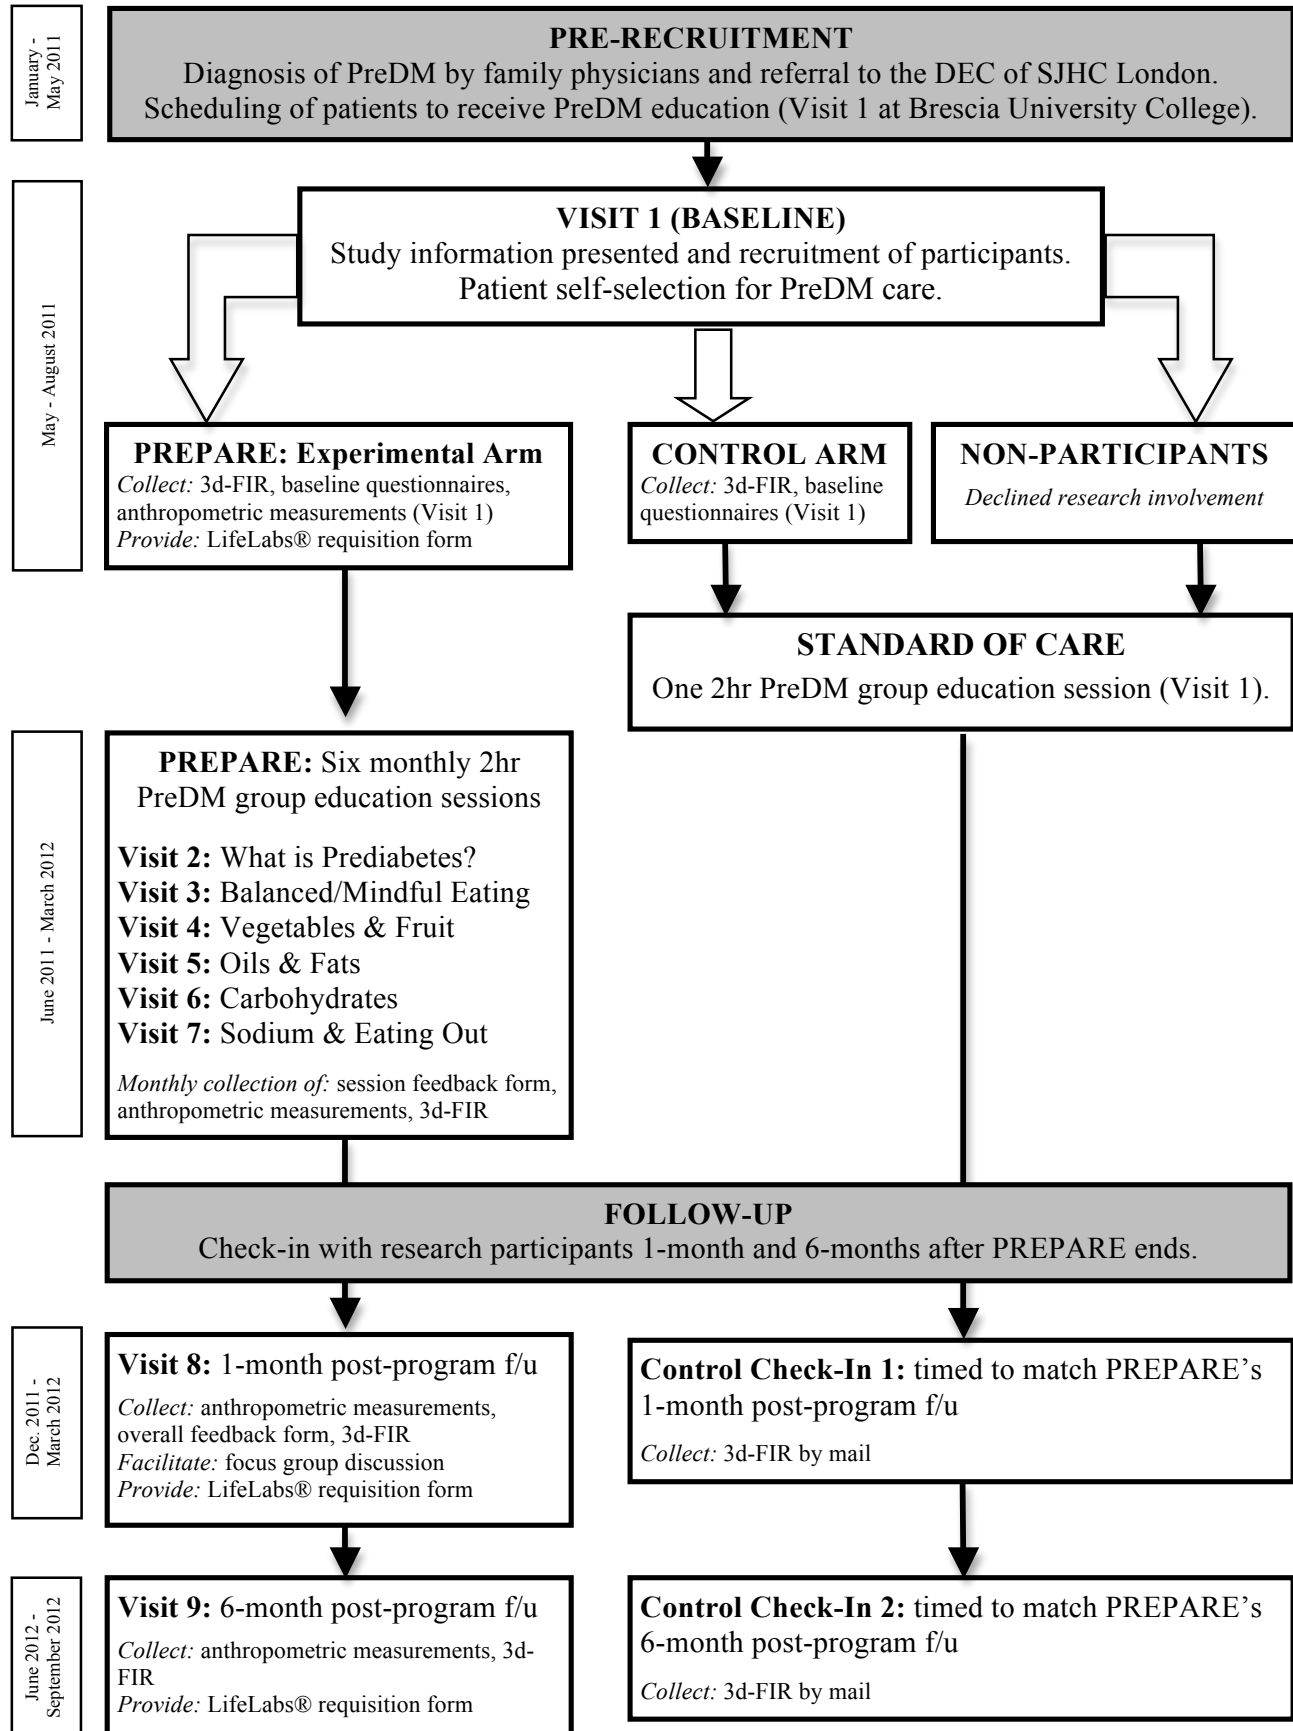 January -
May 2011
PRE-RECRUITMENT
Diagnosis of PreDM by family physicians and referral to the DEC of SJHC London.
Scheduling of patients to receive PreDM education (Visit 1 at Brescia University College).
May - August 2011
VISIT 1 (BASELINE)
Study information presented and recruitment of participants.
Patient self-selection for PreDM care.
PREPARE: Experimental Arm
Collect: 3d-FIR, baseline questionnaires,
anthropometric measurements (Visit 1)
Provide: LifeLabs® requisition form
CONTROL ARM
Collect: 3d-FIR, baseline
questionnaires (Visit 1)
NON-PARTICIPANTS
Declined research involvement
STANDARD OF CARE
One 2hr PreDM group education session (Visit 1).
June 2011 - March 2012
PREPARE: Six monthly 2hr
PreDM group education sessions
Visit 2: What is Prediabetes?
Visit 3: Balanced/Mindful Eating
Visit 4: Vegetables & Fruit
Visit 5: Oils & Fats
Visit 6: Carbohydrates
Visit 7: Sodium & Eating Out
Monthly collection of: session feedback form,
anthropometric measurements, 3d-FIR
FOLLOW-UP
Check-in with research participants 1-month and 6-months after PREPARE ends.
Dec. 2011 -
March 2012
Visit 8: 1-month post-program f/u
Collect: anthropometric measurements,
overall feedback form, 3d-FIR
Facilitate: focus group discussion
Provide: LifeLabs® requisition form
Control Check-In 1: timed to match PREPARE's
1-month post-program f/u
Collect: 3d-FIR by mail
June 2012 -
September 2012
Visit 9: 6-month post-program f/u
Collect: anthropometric measurements, 3d-
FIR
Provide: LifeLabs® requisition form
Control Check-In 2: timed to match PREPARE's
6-month post-program f/u
Collect: 3d-FIR by mail